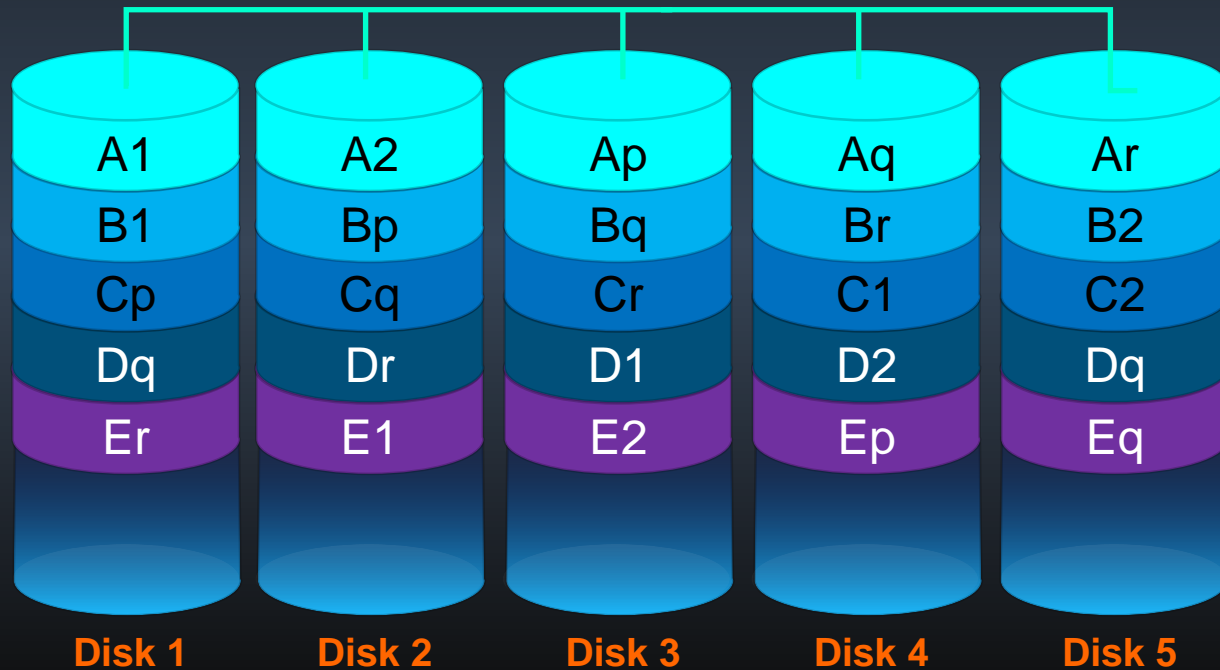 A1 A2 Ap Aq Ar
B1 Bp Bq Br B2
Cp Cq Cr C1 C2
Dq Dr D1 D2 Dq
Er E1 E2 Ep Eq
Disk 1 Disk 2 Disk 3 Disk 4 Disk 5